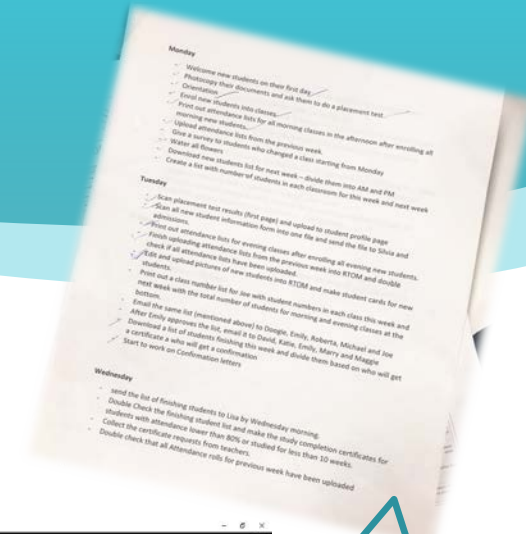 Monday
- Welcome new students on their first day
- Photocopy their documents and ask them to do a placement test.
- Orientation
- Enrol new students into classes
- Print out attendance lists for all morning classes in the afternoon after enrolling all
morning new students.
- Upload attendance lists from the previous week.
- Give a survey to students who changed a class starting from Monday
- Water all flowers
- Download new students list for next week – divide them into AM and PM
- Create a list with number of students in each classroom for this week and next week
Tuesday
- Scan placement test results (first page) and upload to student profile page
- Scan all new student information form into one file and send the file to Silvia and
admissions.
- Print out attendance lists for evening classes after enrolling all evening new students.
- Finish uploading attendance lists from the previous week into RTOM and double
check if all attendance lists have been uploaded.
- Edit and upload pictures of new students into RTOM and make student cards for new
students.
- Print out a class number list for Joe with student numbers in each class this week and
next week with the total number of students for morning and evening classes at the
bottom.
- Email the same list (mentioned above) to Doogie, Emily, Roberta, Michael and Joe
- After Emily approves the list, email it to David, Katie, Emily, Marry and Maggie
- Download a list of students finishing this week and divide them based on who will get
a certificate a who will get a confirmation
- Start to work on Confirmation letters
Wednesday
- send the list of finishing students to Lisa by Wednesday morning.
- Double Check the finishing student list and make the study completion certificates for
students with attendance lower than 80% or studied for less than 10 weeks.
- Collect the certificate requests from teachers.
- Double check that all Attendance rolls for previous week have been uploaded